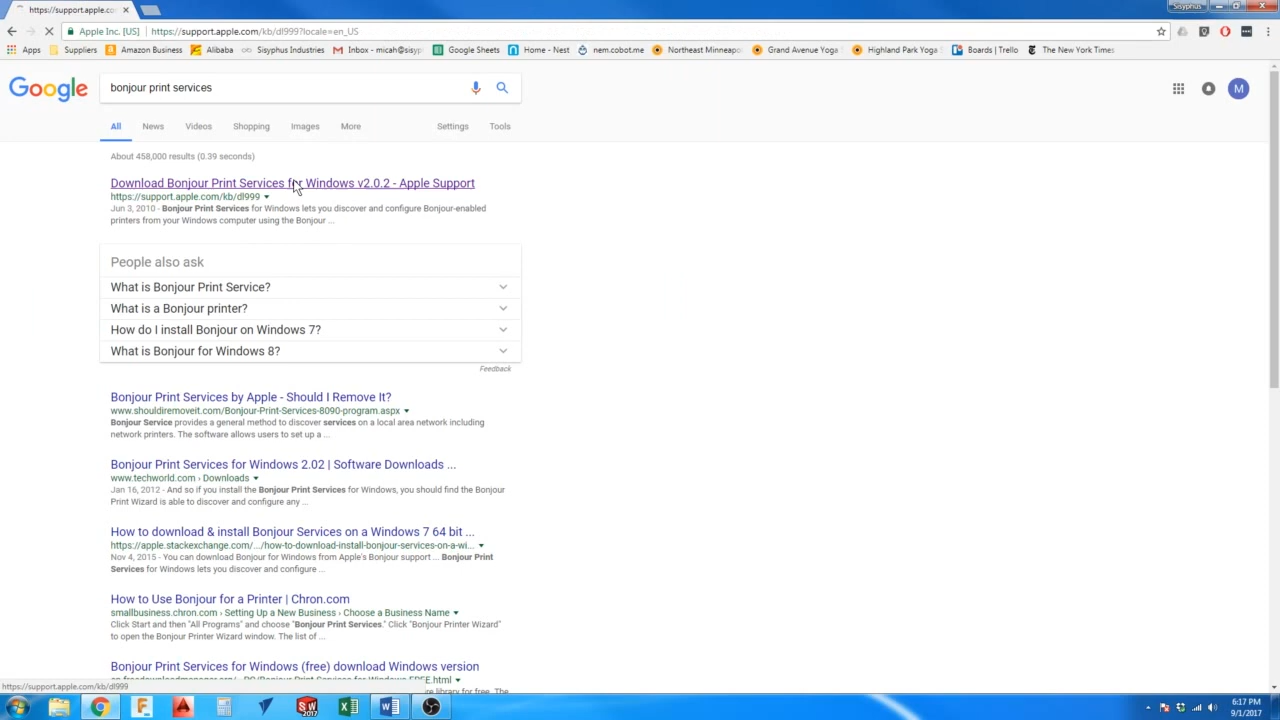 https://support.apple.co
Sisyphus
Apple Inc. [US] https://support.apple.com/kb/dl999?locale=en_US
Apps Suppliers Amazon Business Alibaba Sisyphus Industries Inbox - micah@sisyp Google Sheets Home - Nest nem.cobot.me Northeast Minneapo Grand Avenue Yoga Highland Park Yoga Boards | Trello The New York Times
Google bonjour print services M
All News Videos Shopping Images More Settings Tools
About 458,000 results (0.39 seconds)
Download Bonjour Print Services for Windows v2.0.2 - Apple Support
https://support.apple.com/kb/dl999
Jun 3, 2010 - Bonjour Print Services for Windows lets you discover and configure Bonjour-enabled
printers from your Windows computer using the Bonjour ...
People also ask
What is Bonjour Print Service?
What is a Bonjour printer?
How do I install Bonjour on Windows 7?
What is Bonjour for Windows 8?
Feedback
Bonjour Print Services by Apple - Should I Remove It?
www.shouldiremoveit.com/Bonjour-Print-Services-8090-program.aspx
Bonjour Service provides a general method to discover services on a local area network including
network printers. The software allows users to set up a ...
Bonjour Print Services for Windows 2.02 | Software Downloads ...
www.techworld.com › Downloads
Jan 16, 2012 - And so if you install the Bonjour Print Services for Windows, you should find the Bonjour
Print Wizard is able to discover and configure any ...
How to download & install Bonjour Services on a Windows 7 64 bit ...
https://apple.stackexchange.com/.../how-to-download-install-bonjour-services-on-a-wi...
Nov 4, 2015 - You can download Bonjour for Windows from Apple's Bonjour support ... Bonjour Print
Services for Windows lets you discover and configure ...
How to Use Bonjour for a Printer | Chron.com
smallbusiness.chron.com › Setting Up a New Business › Choose a Business Name
Click Start and then "All Programs" and choose "Bonjour Print Services." Click "Bonjour Printer Wizard"
to open the Bonjour Printer Wizard window. The list of ...
Bonjour Print Services for Windows (free) download Windows version
https://support.apple.com/kb/dl999
re library for free. The
SW 2017
6:17 PM
9/1/2017